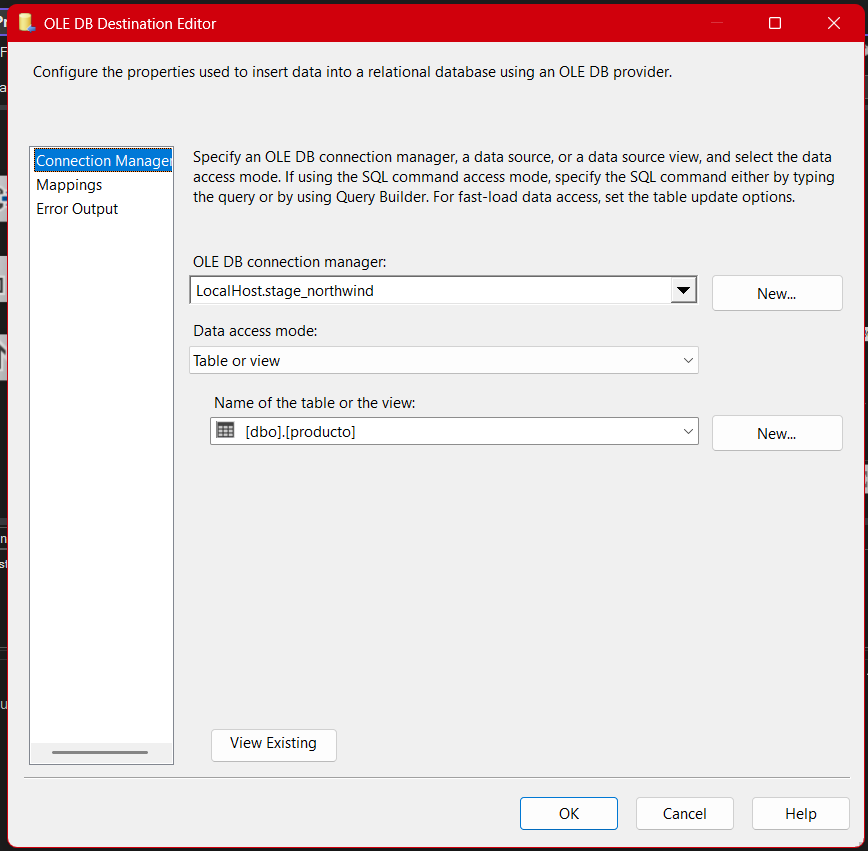 OLE DB Destination Editor
Configure the properties used to insert data into a relational database using an OLE DB provider.
Connection Manager
Mappings
Error Output
Specify an OLE DB connection manager, a data source, or a data source view, and select the data
access mode. If using the SQL command access mode, specify the SQL command either by typing
the query or by using Query Builder. For fast-load data access, set the table update options.
OLE DB connection manager:
LocalHost.stage_northwind
New...
Data access mode:
Table or view
Name of the table or the view:
[dbo].[producto]
New...
View Existing
OK
Cancel
Help